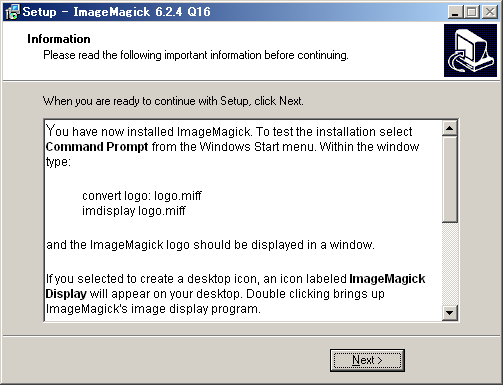 Setup - ImageMagick 6.2.4 Q16
Information
Please read the following important information before continuing.
When you are ready to continue with Setup, click Next.
You have now installed ImageMagick. To test the installation select
Command Prompt from the Windows Start menu. Within the window
type:
convert logo: logo.miff
imdisplay logo.miff
and the ImageMagick logo should be displayed in a window.
If you selected to create a desktop icon, an icon labeled ImageMagick
Display will appear on your desktop. Double clicking brings up
ImageMagick's image display program.
Next >